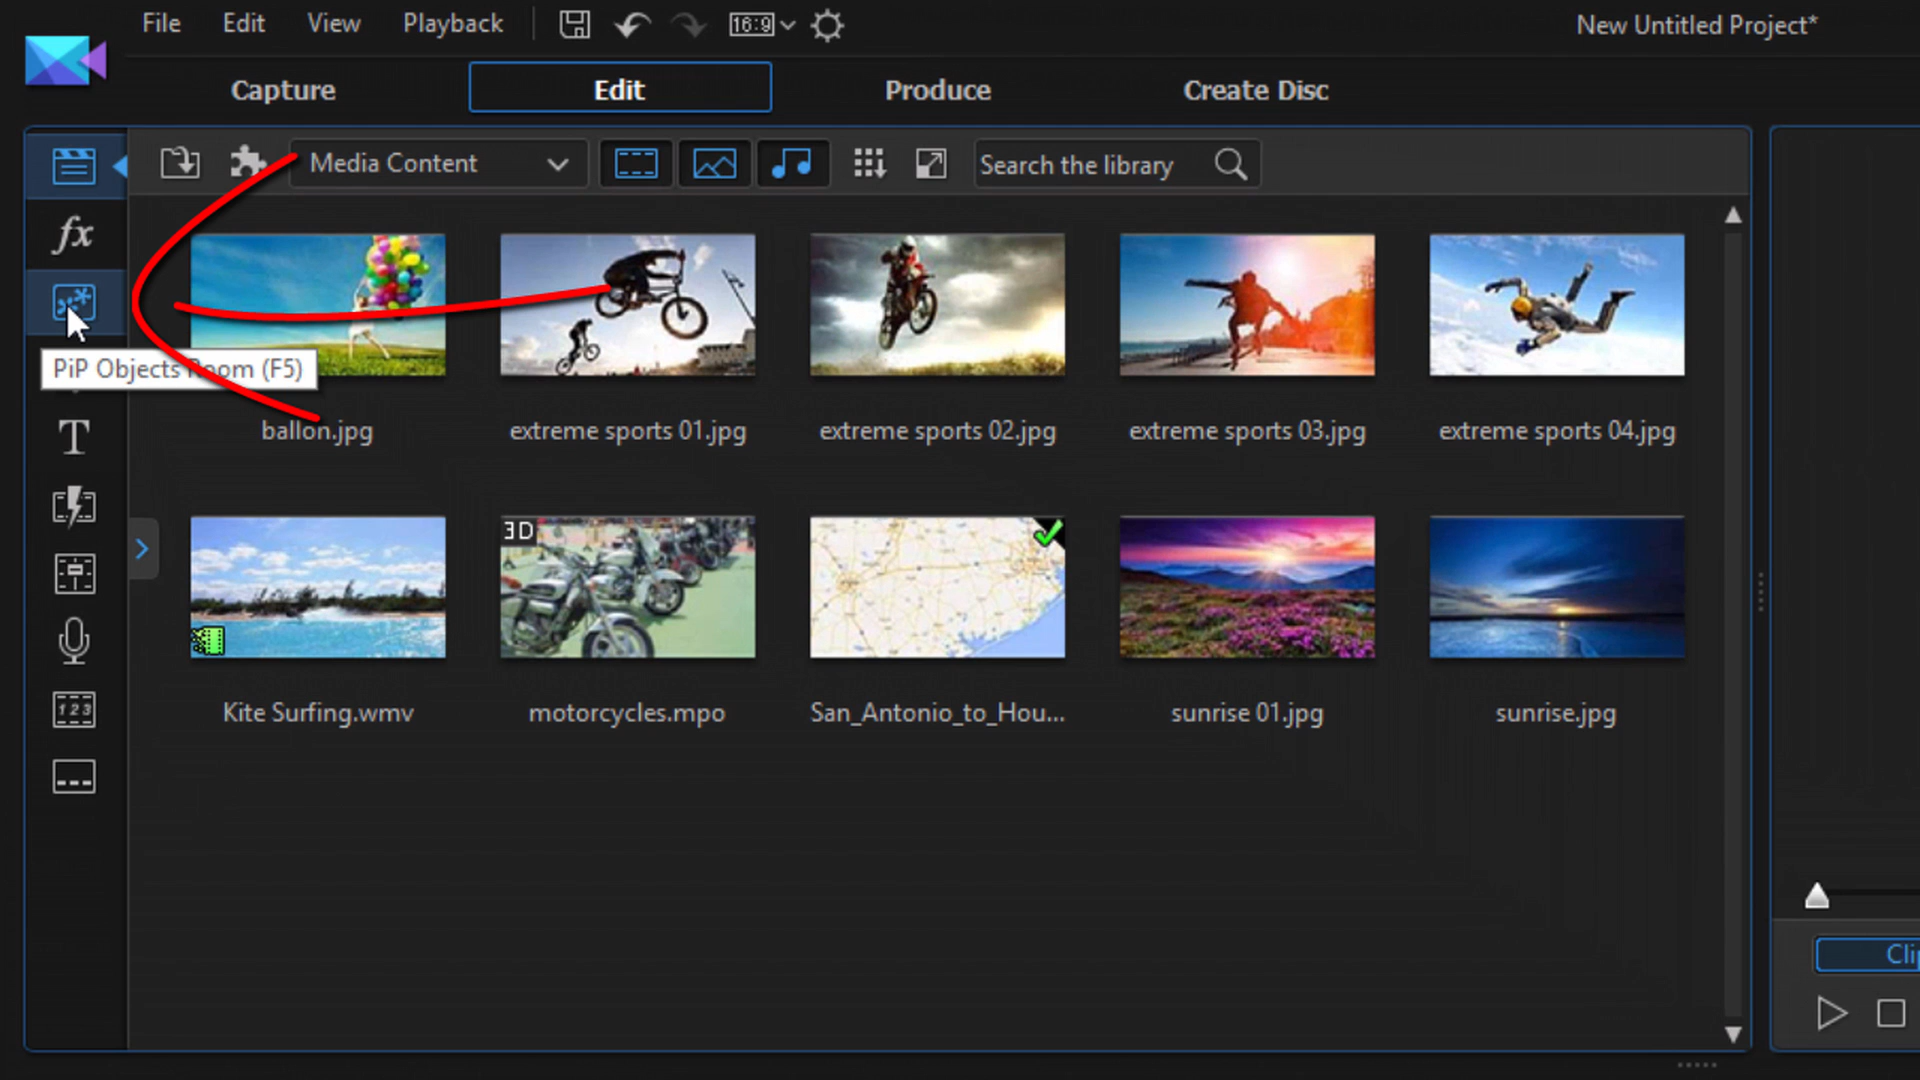 File Edit View Playback 16:9 New Untitled Project*
Capture Edit Produce Create Disc
Media Content Search the library
fx
PiP Objects Room (F5)
T
ballon.jpg extreme sports 01.jpg extreme sports 02.jpg extreme sports 03.jpg extreme sports 04.jpg
3D
Kite Surfing.wmv motorcycles.mpo San_Antonio_to_Hou... sunrise 01.jpg sunrise.jpg
123
Cli